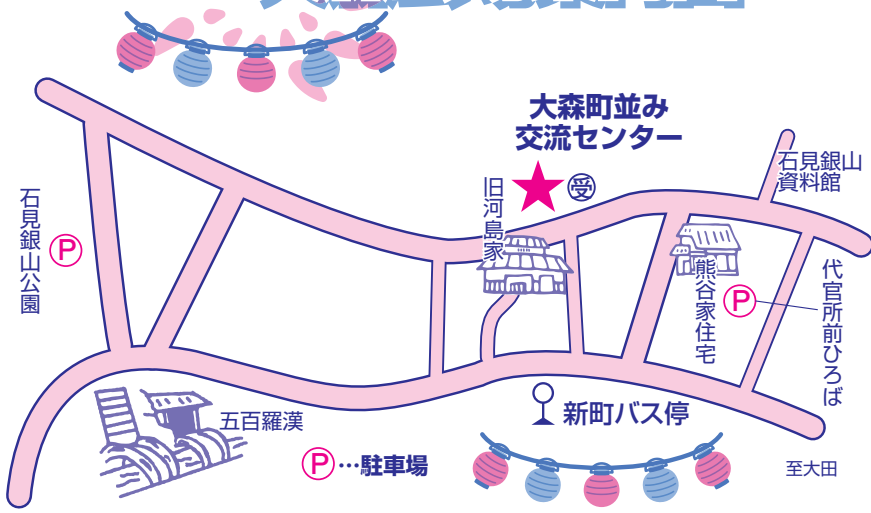 大森町並み
交流センター
受
石見銀山
資料館
旧河島家
石見銀山公園
P
熊谷家住宅
P
代官所前ひろば
五百羅漢
新町バス停
P…駐車場
至大田